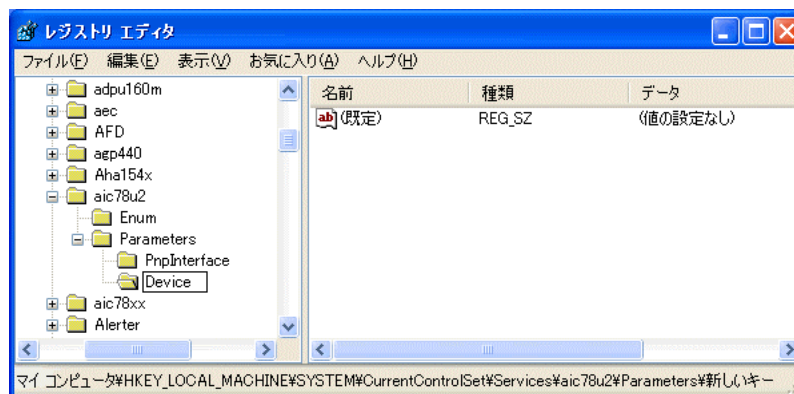 レジストリ エディタ
ファイル(F) 編集(E) 表示(V) お気に入り(A) ヘルプ(H)
adpu160m
aec
AFD
agp440
Aha154x
aic78u2
Enum
Parameters
PnpInterface
Device
aic78xx
Alerter
名前 種類 データ
ab (既定) REG_SZ (値の設定なし)
マイ コンピュータ¥HKEY_LOCAL_MACHINE¥SYSTEM¥CurrentControlSet¥Services¥aic78u2¥Parameters¥新しいキー